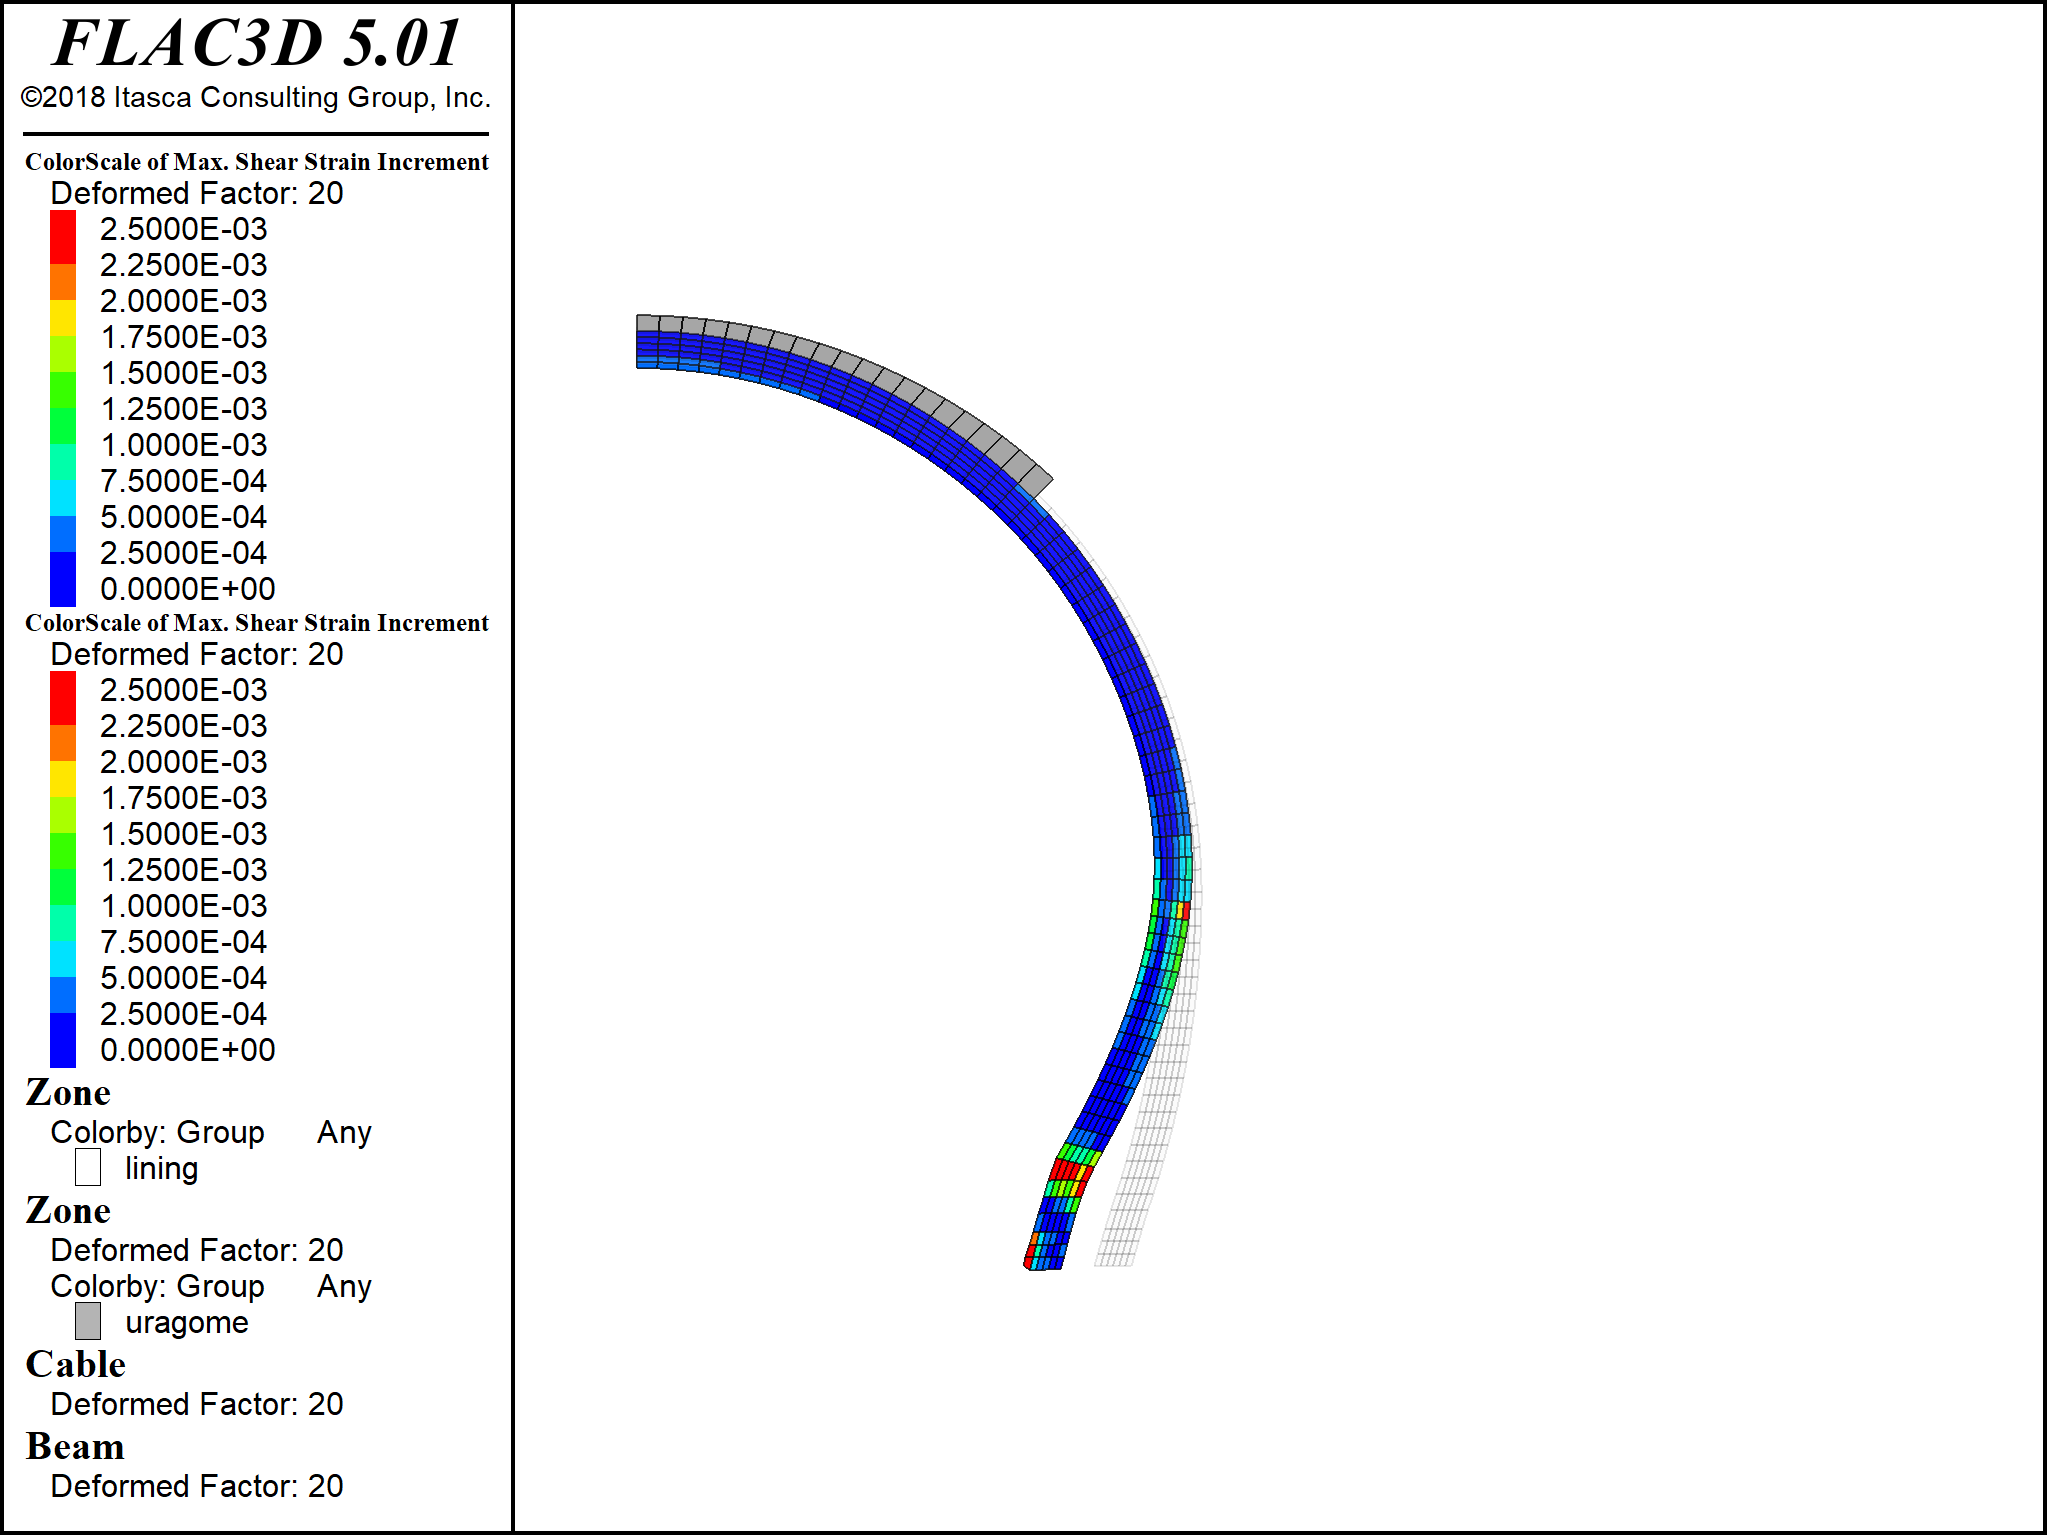 FLAC3D 5.01
©2018 Itasca Consulting Group, Inc.
ColorScale of Max. Shear Strain Increment
Deformed Factor: 20
2.5000E-03
2.2500E-03
2.0000E-03
1.7500E-03
1.5000E-03
1.2500E-03
1.0000E-03
7.5000E-04
5.0000E-04
2.5000E-04
0.0000E+00
ColorScale of Max. Shear Strain Increment
Deformed Factor: 20
2.5000E-03
2.2500E-03
2.0000E-03
1.7500E-03
1.5000E-03
1.2500E-03
1.0000E-03
7.5000E-04
5.0000E-04
2.5000E-04
0.0000E+00
Zone
Colorby: Group Any
lining
Zone
Deformed Factor: 20
Colorby: Group Any
uragome
Cable
Deformed Factor: 20
Beam
Deformed Factor: 20